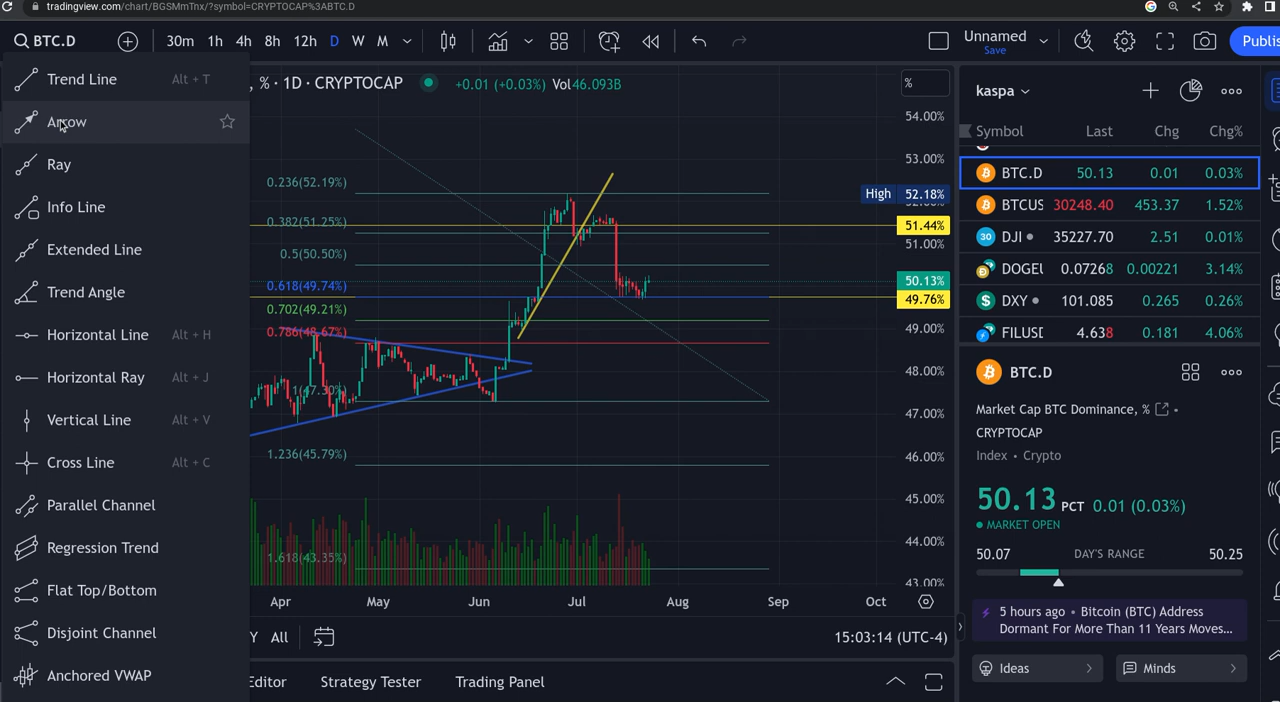 tradingview.com/chart/BGSMmTnx/?symbol=CRYPTOCAP%3ABTC.D
BTC.D 30m 1h 4h 8h 12h D W M Unnamed
Save
Publis
Trend Line Alt + T
Arrow
Ray
Info Line
Extended Line
Trend Angle
Horizontal Line Alt + H
Horizontal Ray Alt + J
Vertical Line Alt + V
Cross Line Alt + C
Parallel Channel
Regression Trend
Flat Top/Bottom
Disjoint Channel
Anchored VWAP
, % · 1D · CRYPTOCAP +0.01 (+0.03%) Vol46.093B
%
54.00%
53.00%
High 52.18%
51.44%
51.00%
50.13%
49.76%
49.00%
48.00%
47.00%
46.00%
45.00%
44.00%
43.00%
0.236(52.19%)
0.382(51.25%)
0.5(50.50%)
0.618(49.74%)
0.702(49.21%)
0.786(48.67%)
1(47.30%)
1.236(45.79%)
1.618(43.35%)
Apr May Jun Jul Aug Sep Oct
Y All 15:03:14 (UTC-4)
Editor Strategy Tester Trading Panel
kaspa
Symbol Last Chg Chg%
BTC.D 50.13 0.01 0.03%
BTCUS 30248.40 453.37 1.52%
30 DJI 35227.70 2.51 0.01%
DOGEU 0.07268 0.00221 3.14%
DXY 101.085 0.265 0.26%
FILUSD 4.638 0.181 4.06%
BTC.D
Market Cap BTC Dominance, % •
CRYPTOCAP
Index • Crypto
50.13 PCT 0.01 (0.03%)
MARKET OPEN
50.07 DAY'S RANGE 50.25
5 hours ago • Bitcoin (BTC) Address
Dormant For More Than 11 Years Moves...
Ideas Minds